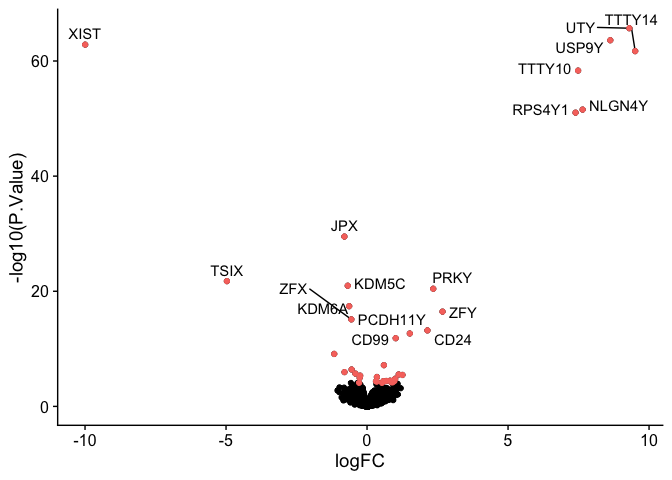 TTTY14
UTY
XIST
USP9Y
60
TTTY10
NLGN4Y
RPS4Y1
40
-log10(P.Value)
JPX
TSIX
PRKY
ZFX
KDM5C
20
KDM6A
ZFY
PCDH11Y
CD99
CD24
0
-10
-5
0
5
10
logFC